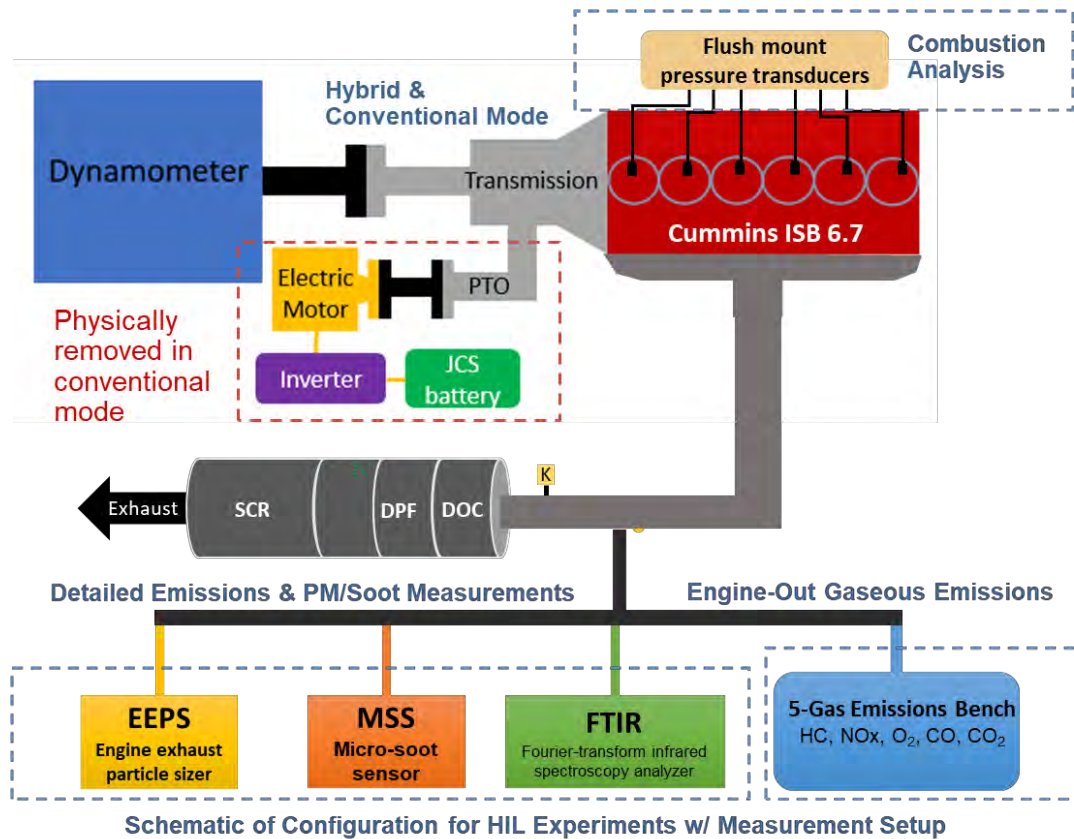 Flush mount
pressure transducers
Combustion
Analysis
Hybrid &
Conventional Mode
Dynamometer
Transmission
Cummins ISB 6.7
Electric
Motor
PTO
Physically
removed in
conventional
mode
Inverter
JCS
battery
K
Exhaust
SCR
DPF
DOC
Detailed Emissions & PM/Soot Measurements
Engine-Out Gaseous Emissions
EEPS
Engine exhaust
particle sizer
MSS
Micro-soot
sensor
FTIR
Fourier-transform infrared
spectroscopy analyzer
5-Gas Emissions Bench
HC, NOx, O₂, CO, CO₂
Schematic of Configuration for HIL Experiments w/ Measurement Setup